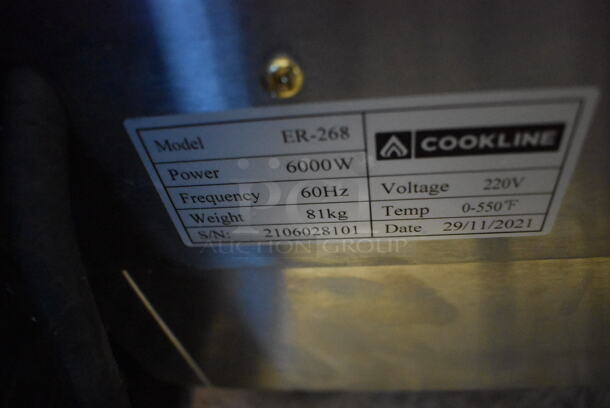 Model ER-268
Power 6000W
Frequency 60Hz
Weight 81kg
S/N: 2106028101
COOKLINE
Voltage 220V
Temp 0-550℉
Date 29/11/2021
AUCTION GROUP